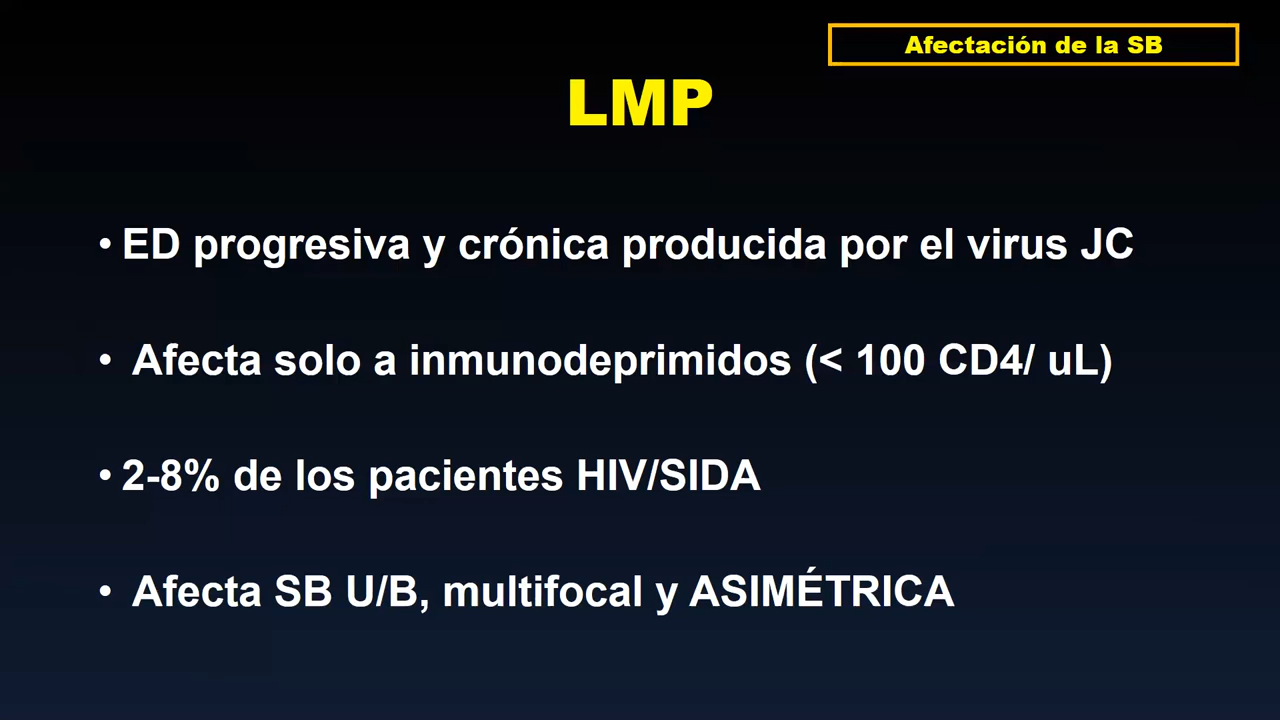 Afectación de la SB
LMP
• ED progresiva y crónica producida por el virus JC
• Afecta solo a inmunodeprimidos (< 100 CD4/ uL)
• 2-8% de los pacientes HIV/SIDA
• Afecta SB U/B, multifocal y ASIMÉTRICA